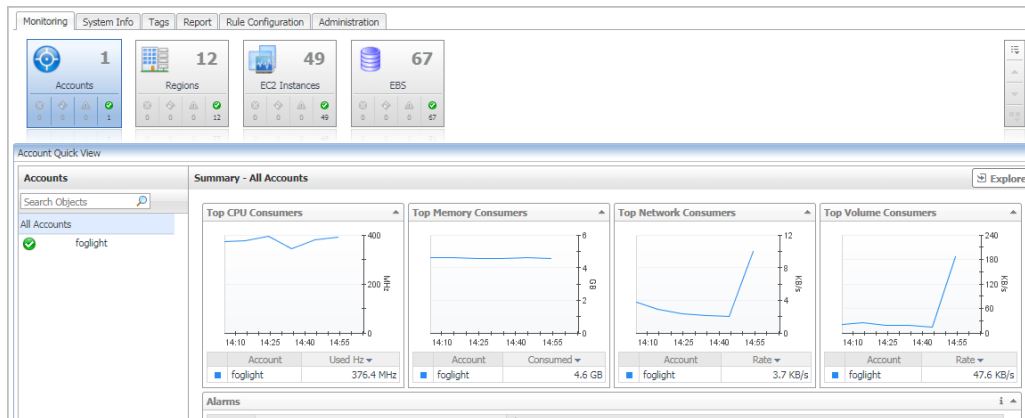 Monitoring System Info Tags Report Rule Configuration Administration
1 12 49 67
Accounts Regions EC2 Instances EBS
0 0 0 1 0 0 0 12 0 0 0 49 0 0 0 67
Account Quick View
Accounts Summary - All Accounts Explore
Search Objects
All Accounts
foglight
Top CPU Consumers
400
200
0
MHz
14:10 14:25 14:40 14:55
Account Used Hz
foglight 376.4 MHz
Top Memory Consumers
6
4
2
0
GB
14:10 14:25 14:40 14:55
Account Consumed
foglight 4.6 GB
Top Network Consumers
12
8
4
0
KB/s
14:10 14:25 14:40 14:55
Account Rate
foglight 3.7 KB/s
Top Volume Consumers
240
180
120
60
0
KB/s
14:10 14:25 14:40 14:55
Account Rate
foglight 47.6 KB/s
Alarms